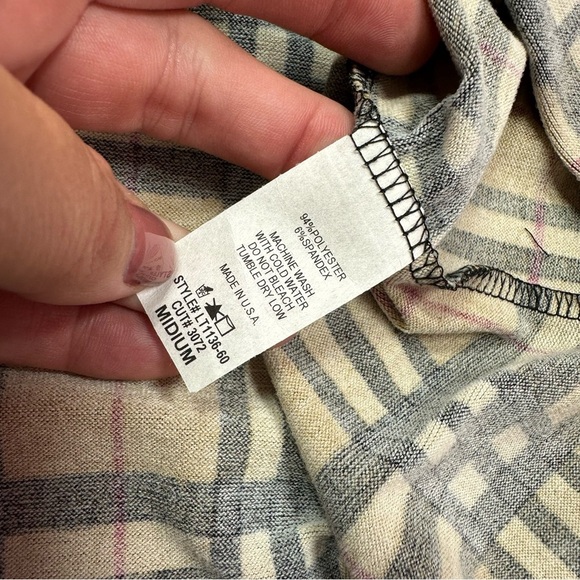 94%POLYESTER
6%SPANDEX
MACHINE WASH
WITH COLD WATER
DO NOT BLEACH
TUMBLE DRY LOW
MADE IN U.S.A.
STYLE# LT1136-60
CUT# 3072
MIDIUM